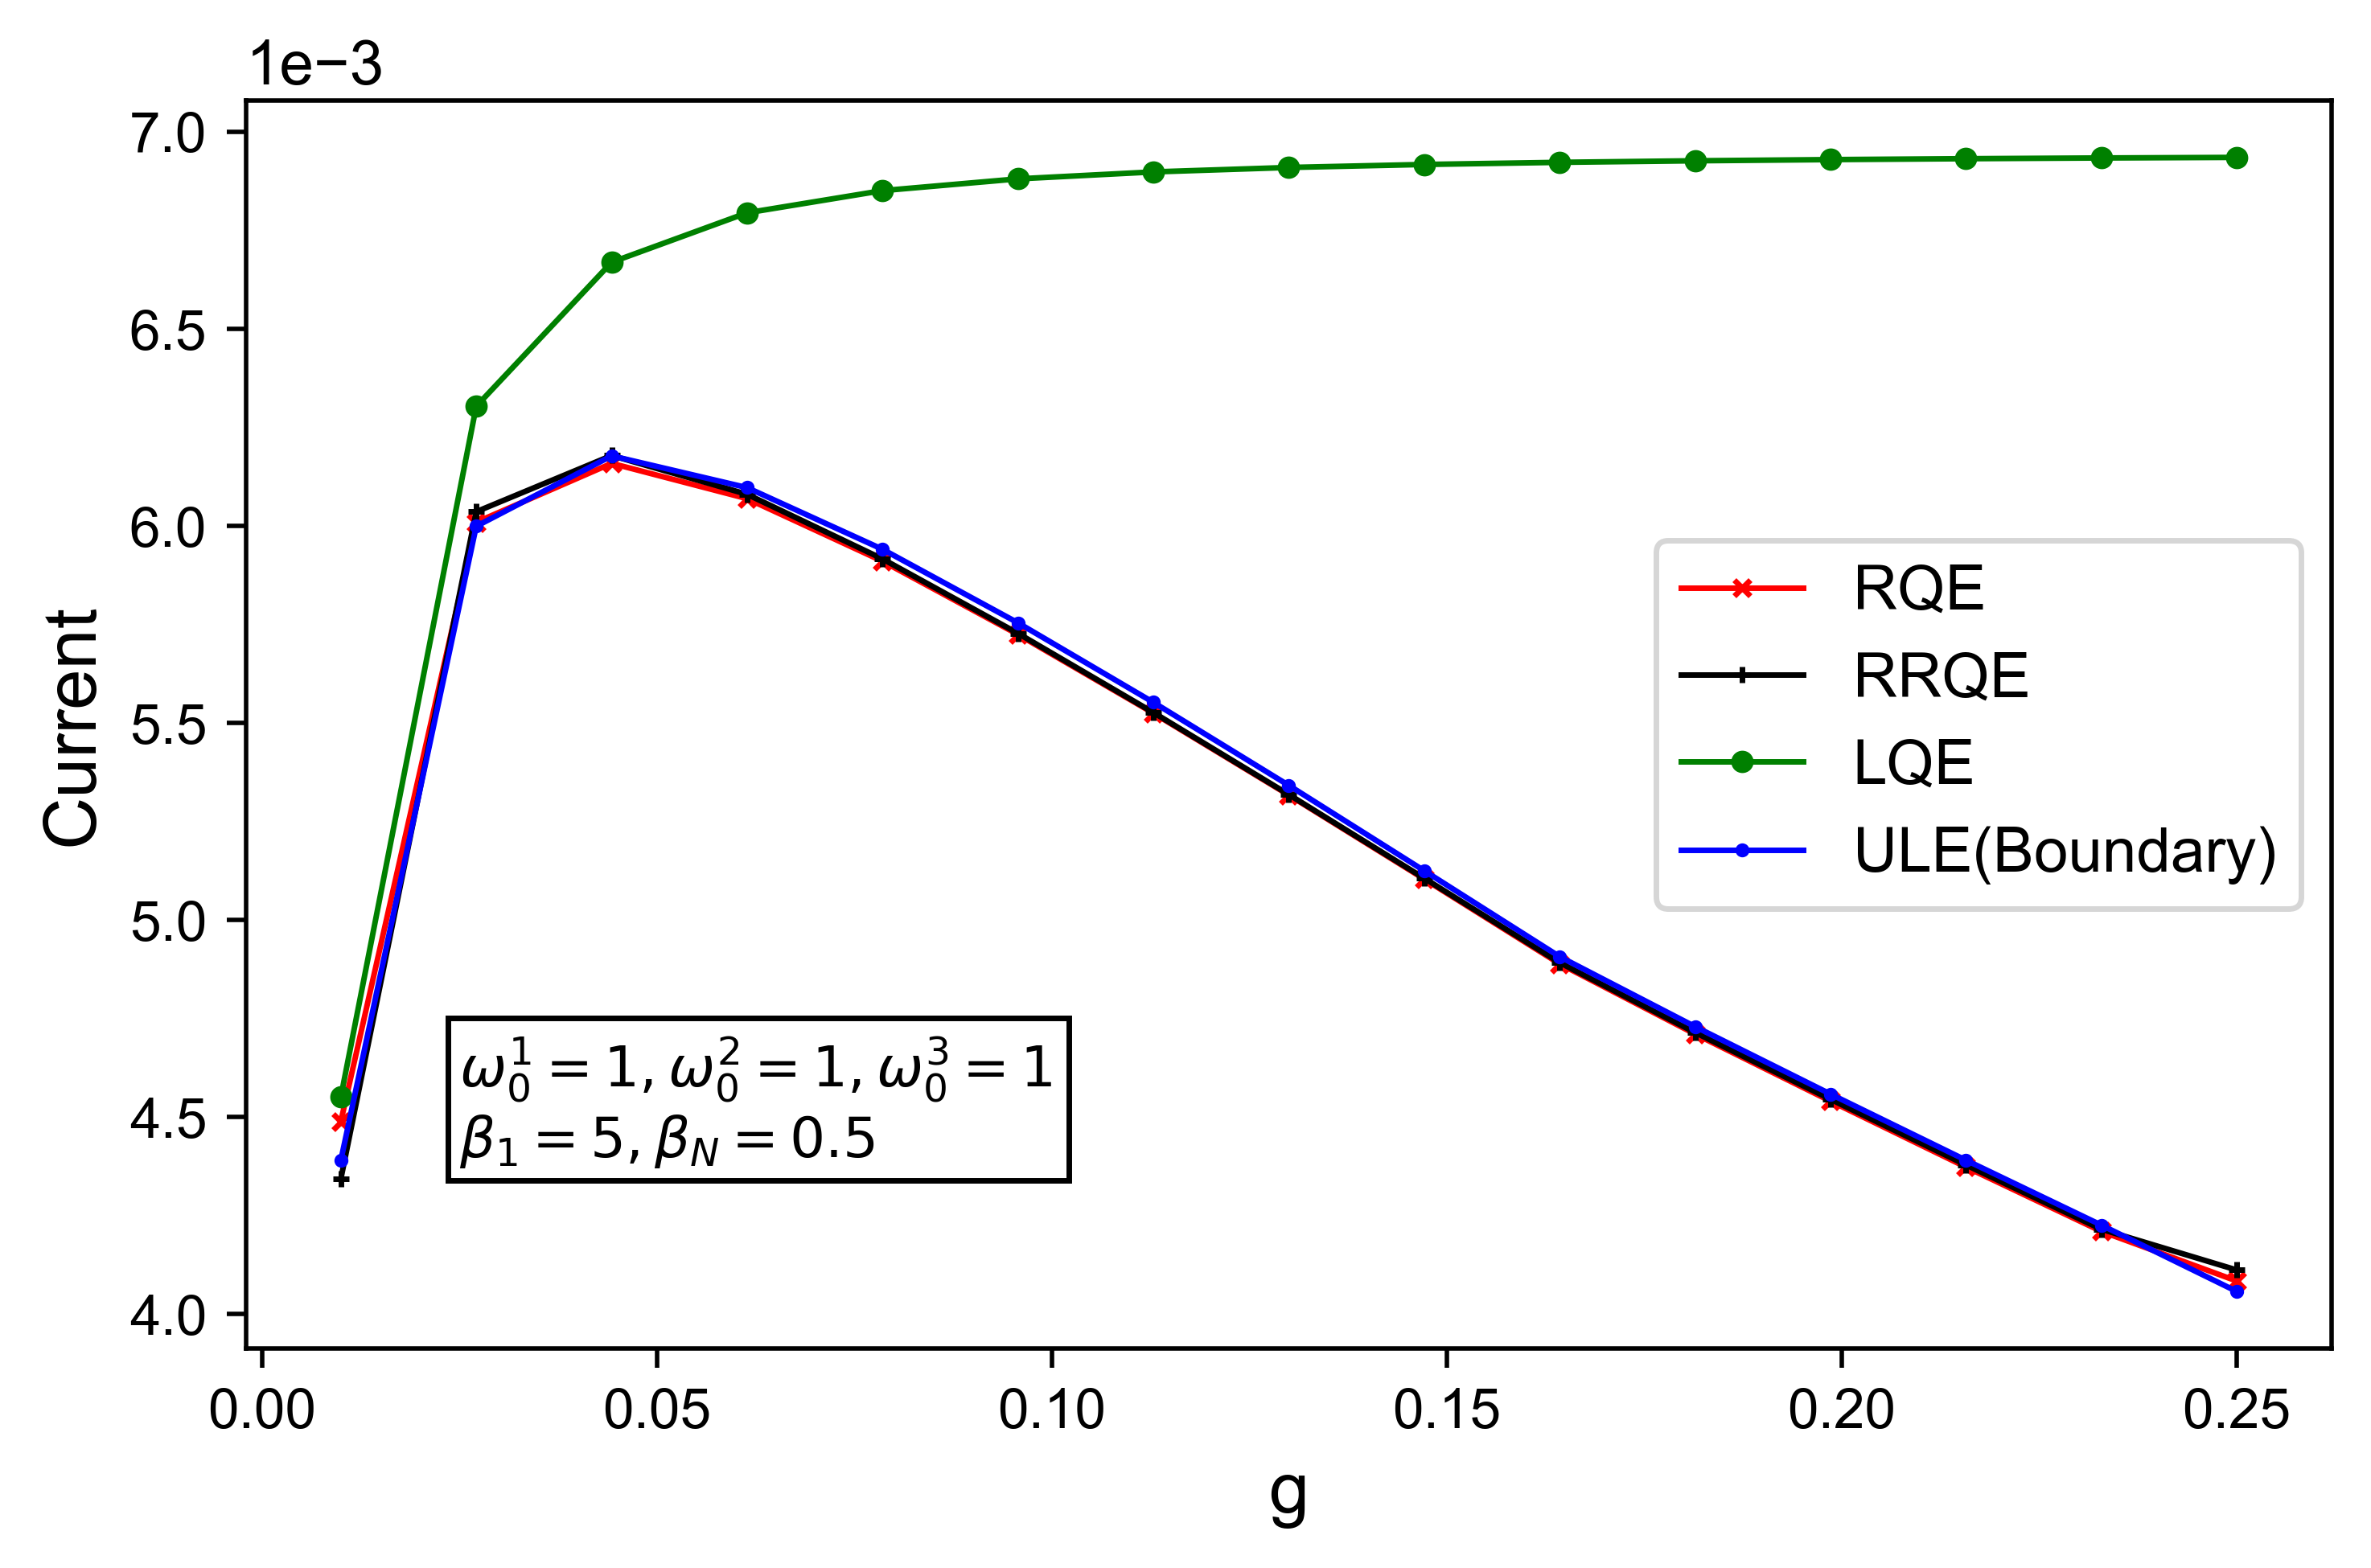 1e−3
7.0
6.5
6.0
5.5
5.0
4.5
4.0
Current
RQE
RRQE
LQE
ULE(Boundary)
ω₀¹ = 1, ω₀² = 1, ω₀³ = 1
β₁ = 5, β_N = 0.5
0.00 0.05 0.10 0.15 0.20 0.25
g